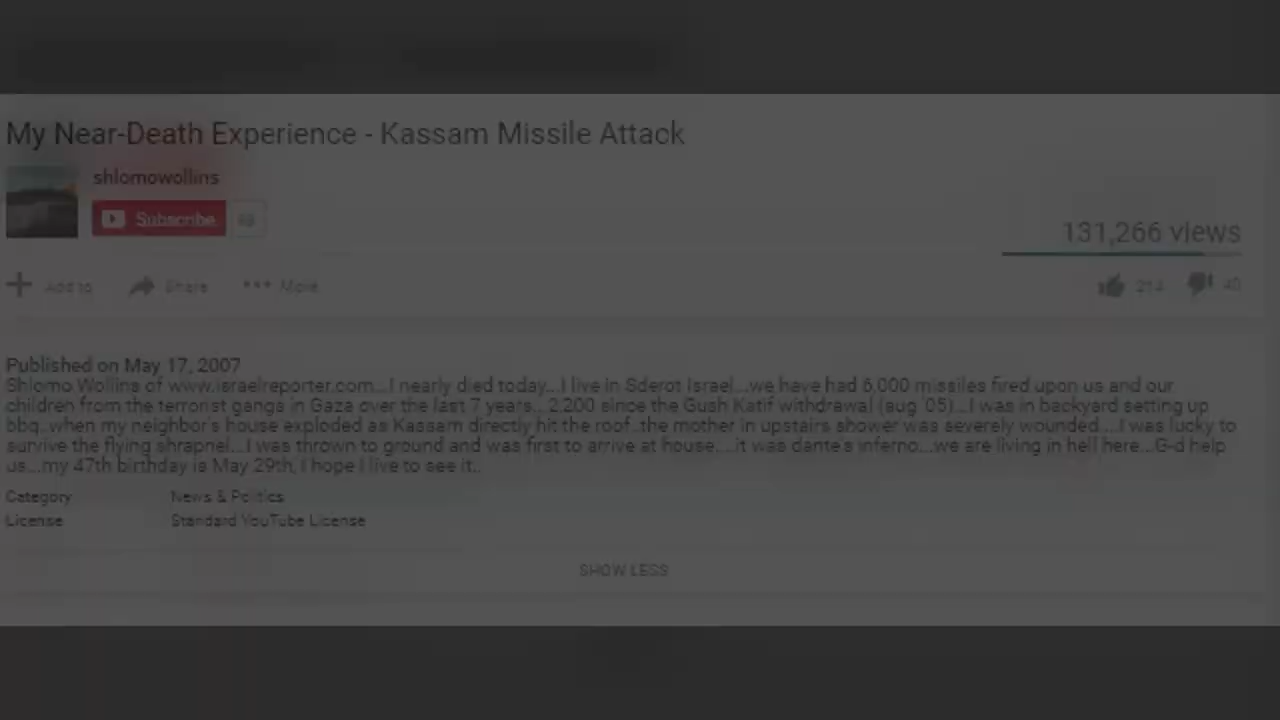 My Near-Death Experience - Kassam Missile Attack
shlomowollins
Subscribe
131,266 views
Add to Share More 214 40
Published on May 17, 2007
Shlomo Wollins of www.israelreporter.com...I nearly died today...I live in Sderot Israel...we have had 6,000 missiles fired upon us and our
children from the terrorist gangs in Gaza over the last 7 years... 2,200 since the Gush Katif withdrawal (aug '05)...I was in backyard setting up
bbq..when my neighbor's house exploded as Kassam directly hit the roof..the mother in upstairs shower was severely wounded....I was lucky to
survive the flying shrapnel...I was thrown to ground and was first to arrive at house....it was dante's inferno...we are living in hell here...G-d help
us...my 47th birthday is May 29th, I hope I live to see it..
Category News & Politics
License Standard YouTube License
SHOW LESS